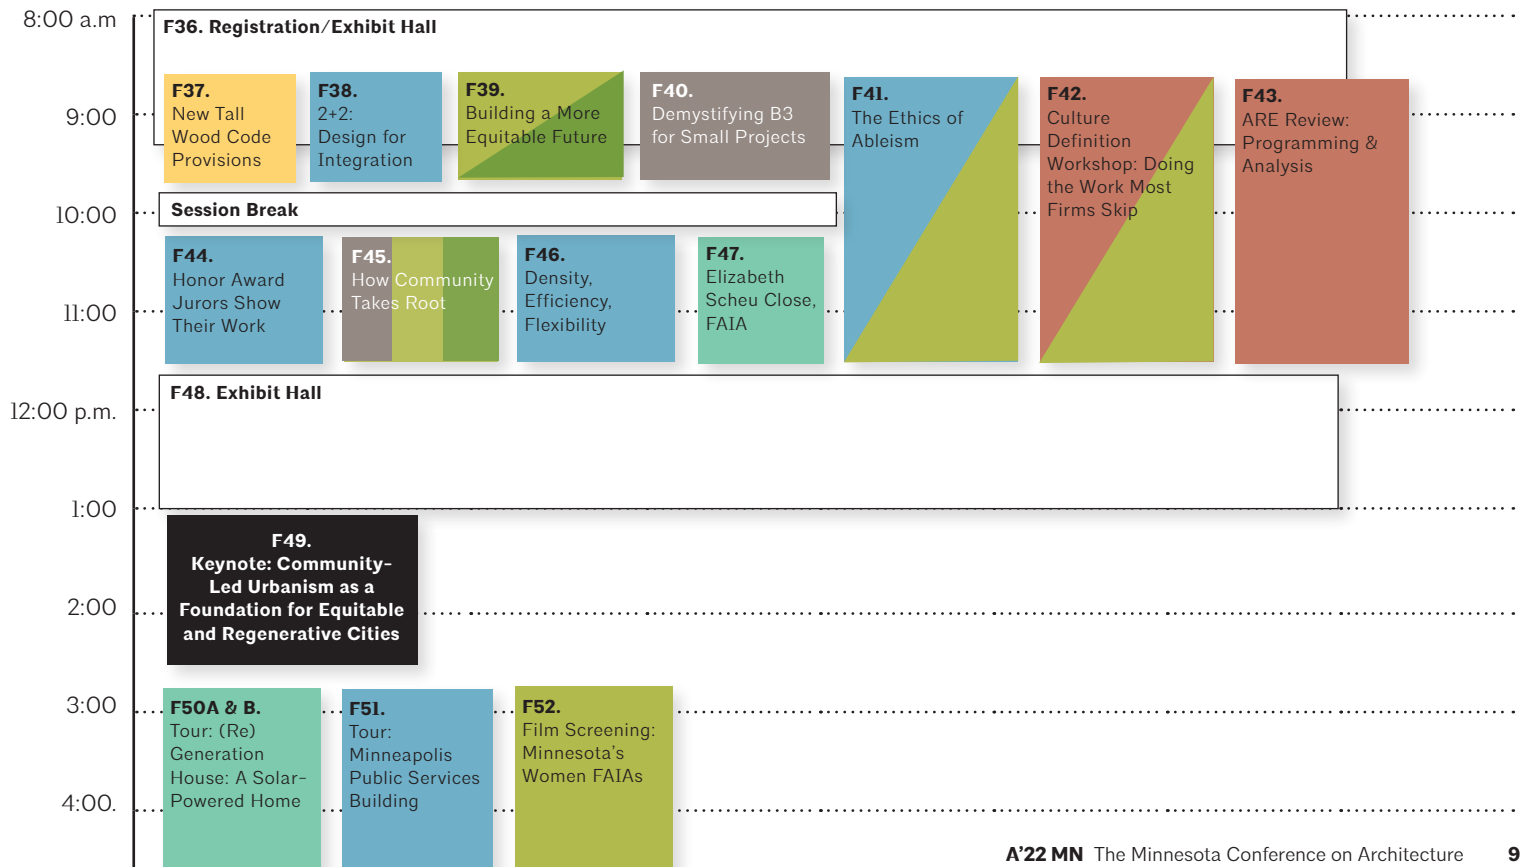 8:00 a.m
F36. Registration/Exhibit Hall
F37.
New Tall
Wood Code
Provisions
F38.
2+2:
Design for
Integration
F39.
Building a More
Equitable Future
F40.
Demystifying B3
for Small Projects
F41.
The Ethics of
Ableism
F42.
Culture
Definition
Workshop: Doing
the Work Most
Firms Skip
F43.
ARE Review:
Programming &
Analysis
9:00
Session Break
10:00
F44.
Honor Award
Jurors Show
Their Work
F45.
How Community
Takes Root
F46.
Density,
Efficiency,
Flexibility
F47.
Elizabeth
Scheu Close,
FAIA
11:00
F48. Exhibit Hall
12:00 p.m.
1:00
F49.
Keynote: Community-
Led Urbanism as a
Foundation for Equitable
and Regenerative Cities
2:00
3:00
F50A & B.
Tour: (Re)
Generation
House: A Solar-
Powered Home
F51.
Tour:
Minneapolis
Public Services
Building
F52.
Film Screening:
Minnesota's
Women FAIAs
4:00.
A'22 MN The Minnesota Conference on Architecture 9